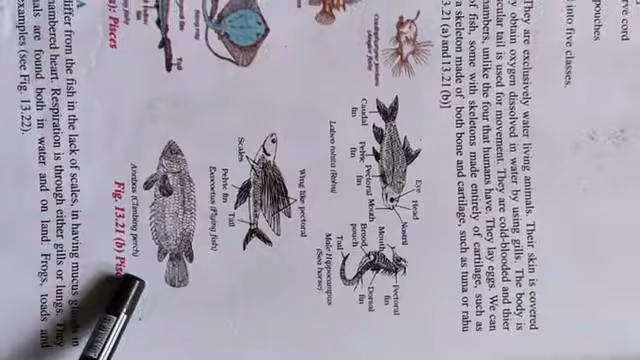 erve cord
pouches
l into five classes.
They are exclusively water living animals. Their skin is covered
y obtain oxygen dissolved in water by using gills. The body is
scular tail is used for movement. They are cold-blooded and thier
ambers, unlike the four that humans have. They lay eggs. We can
of fish, some with skeletons made entirely of cartilage, such as
a skeleton made of both bone and cartilage, such as tuna or rahu
3.21 (a) and 13.21 (b)]
Caudal fin
Pelvic fin
Pectoral fin
Mouth
Eye
Head
Nostril
Labeo rohita (Rohu)
Mouth
Brood pouch
Tail
Pectoral fin
Dorsal fin
Male Hippocampus
(Sea horse)
Wing like pectoral
Scales
Pelvic fin
Tail
Exocoetus (Flying fish)
Anabas (Climbing perch)
Tail
): Pisces
Fig. 13.21 (b) Pisc
differ from the fish in the lack of scales, in having mucus glands in
hambered heart. Respiration is through either gills or lungs. They
als are found both in water and on land. Frogs, toads and
examples (see Fig. 13.22).